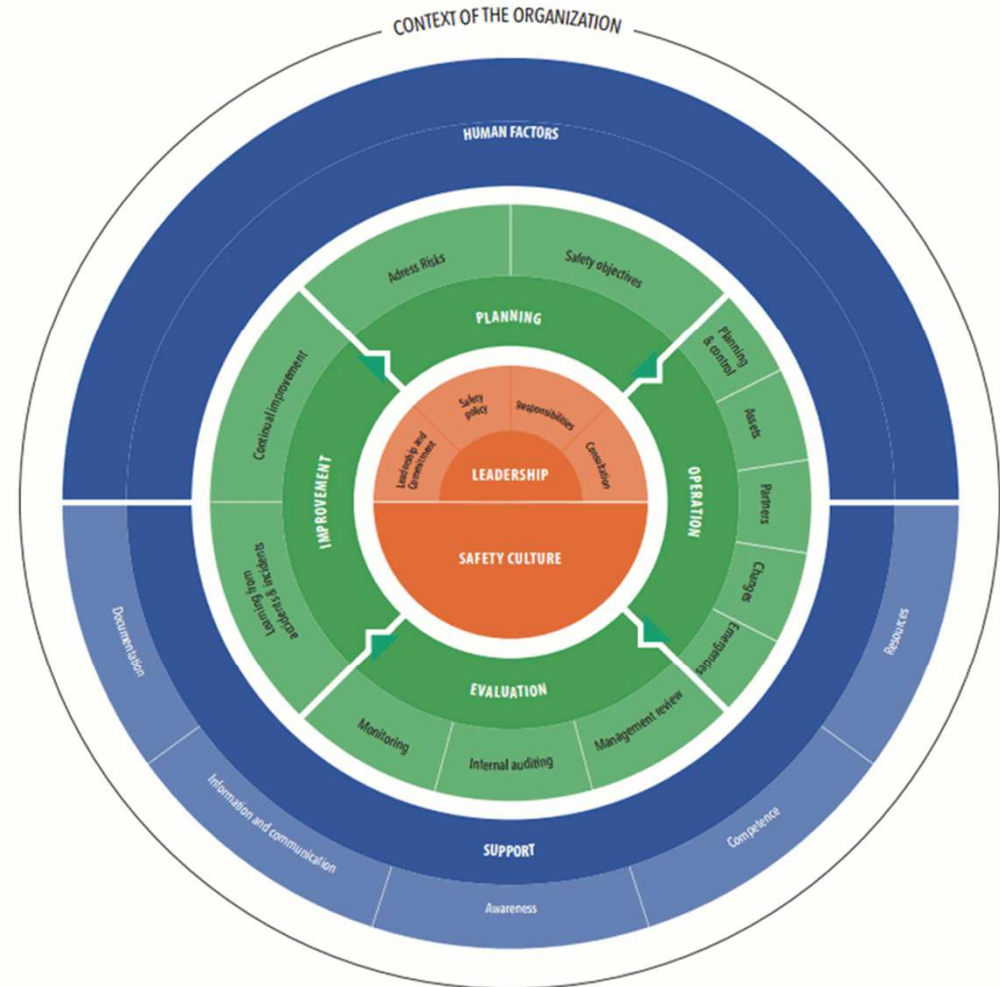 CONTEXT OF THE ORGANIZATION
HUMAN FACTORS
Adress Risks
Safety objectives
PLANNING
Planning
& control
Assets
Partners
Changes
Emergencies
OPERATION
Continual improvement
Learning from
accidents & incidents
IMPROVEMENT
Leadership and
Commitment
Safety
policy
Responsibilities
Consultation
LEADERSHIP
SAFETY CULTURE
EVALUATION
Monitoring
Internal auditing
Management review
SUPPORT
Documentation
Information and communication
Awareness
Competence
Resources